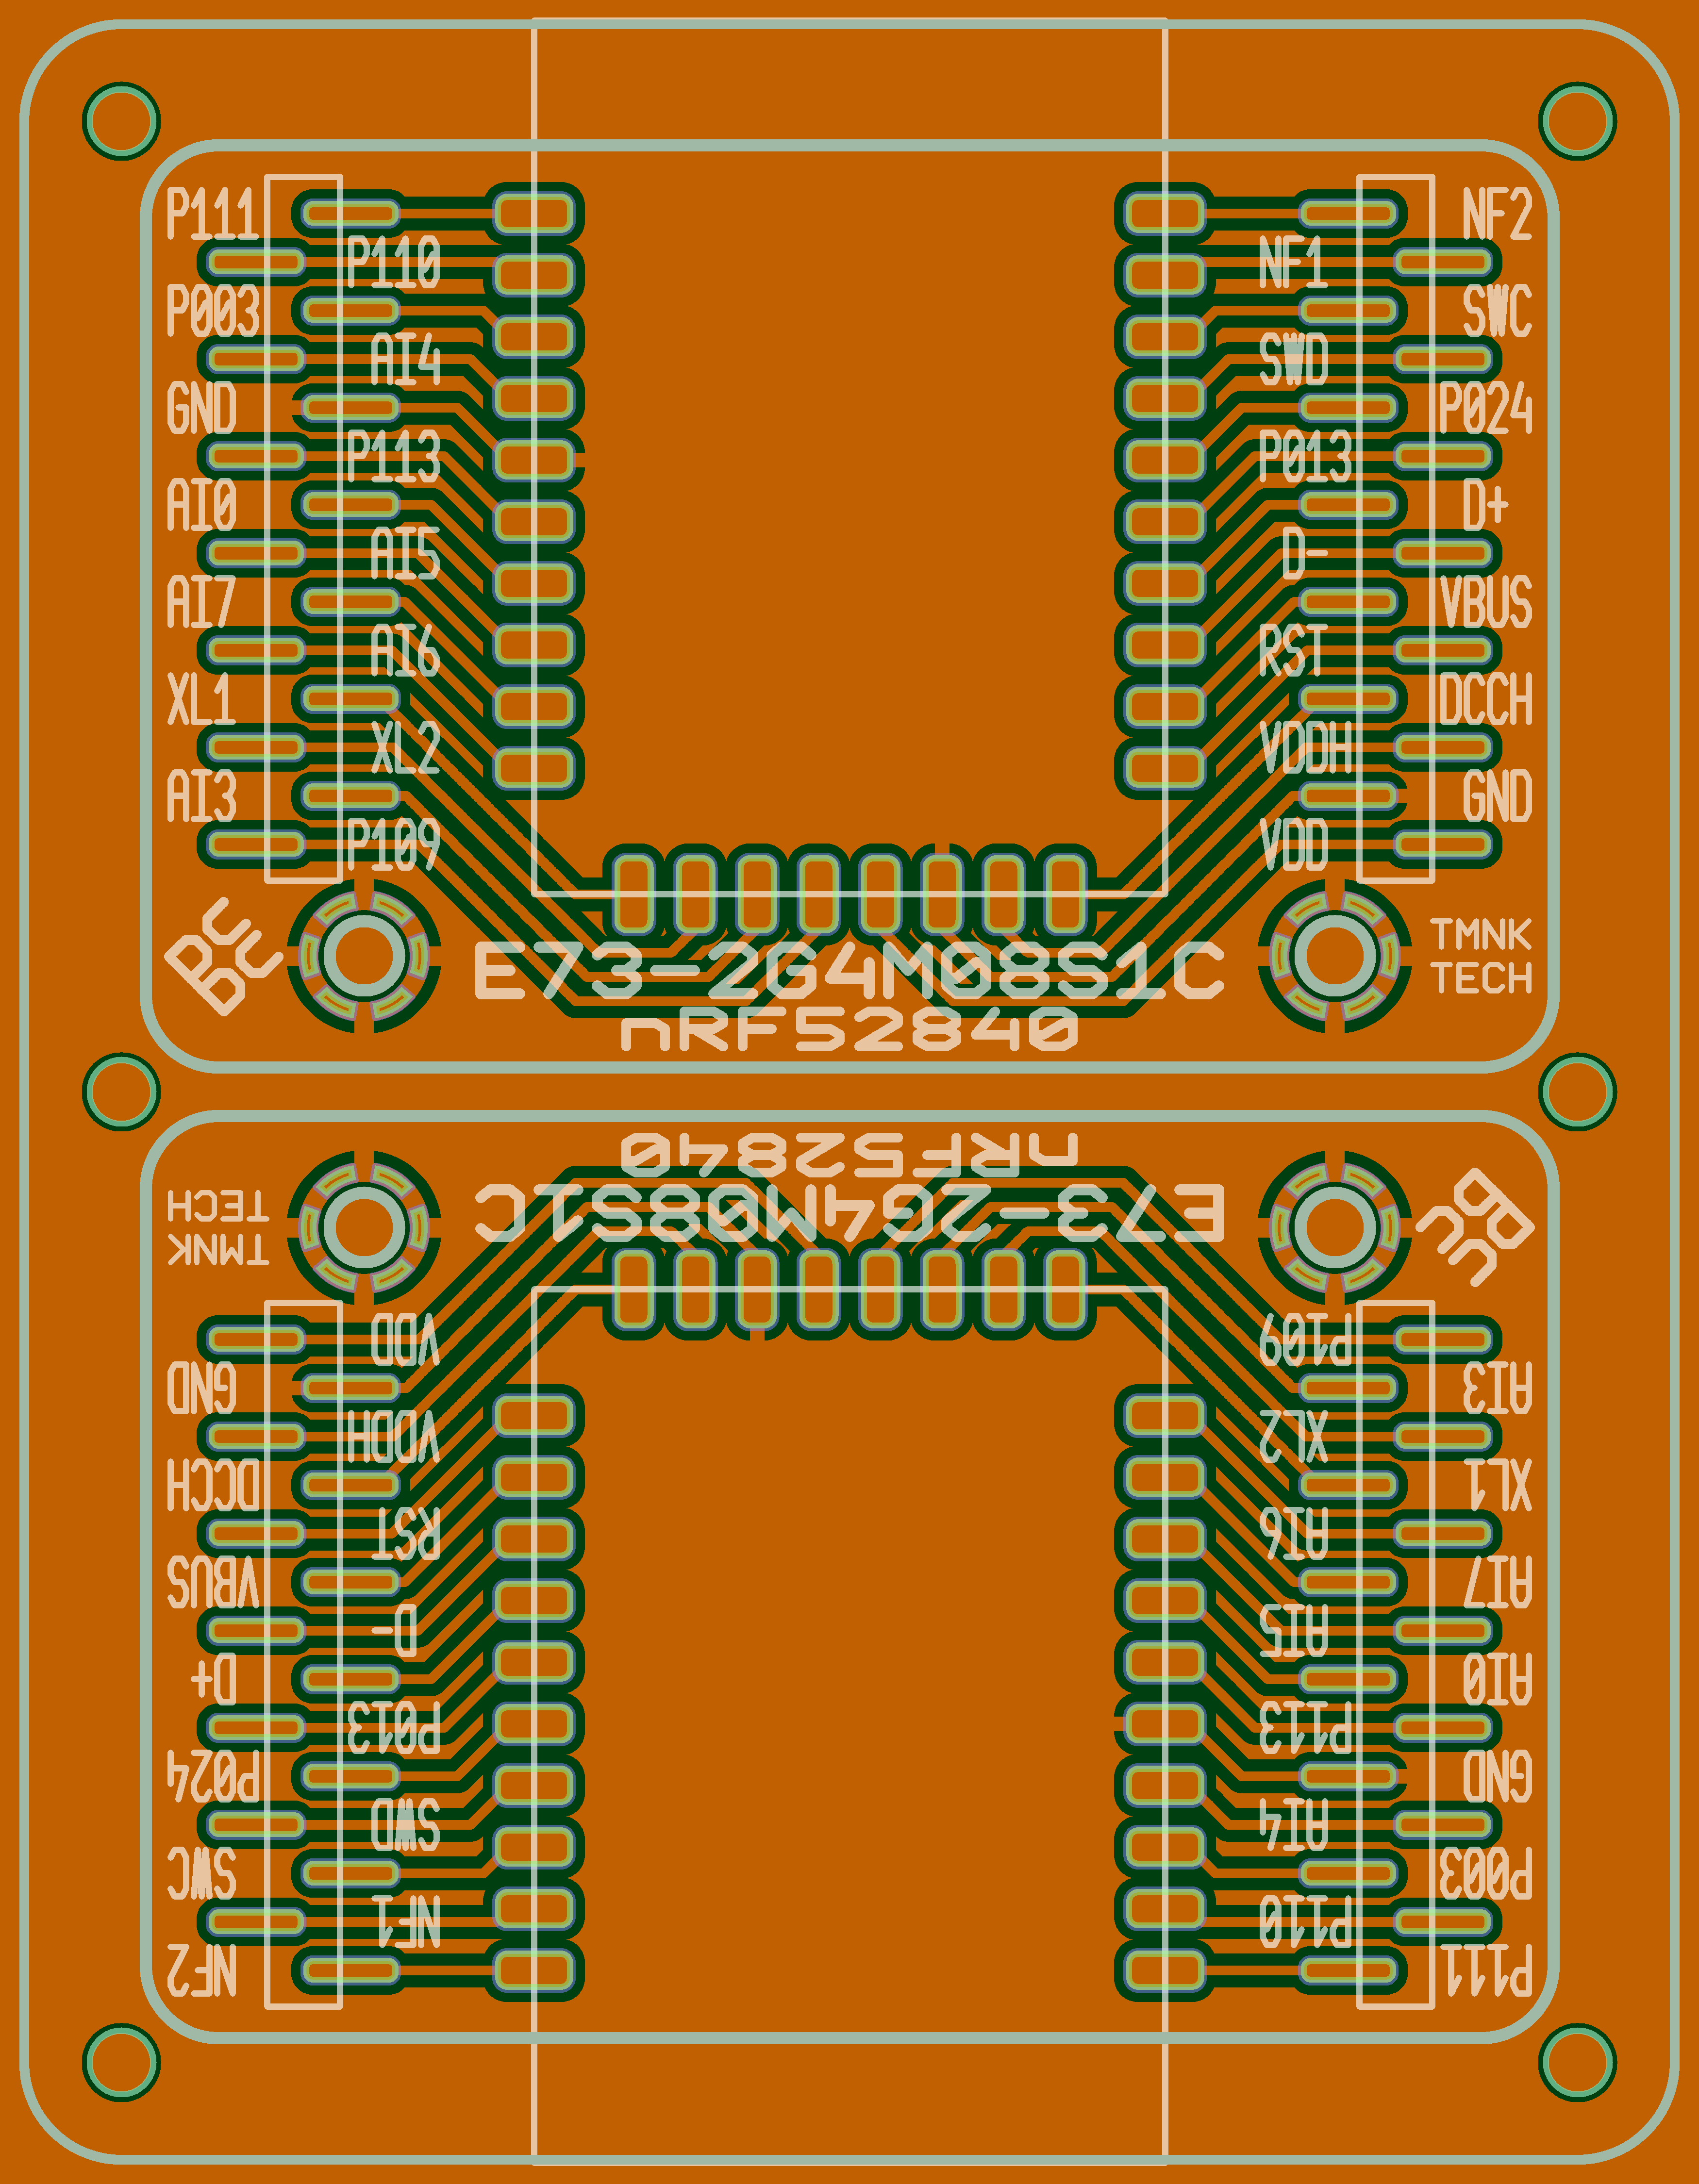 P111 NF2
P110 NF1
P003 SWC
AI4 SWD
GND P024
P113 P013
AI0 D+
AI5 D-
AI7 VBUS
AI6 RST
XL1 DCCH
XL2 VDDH
AI3 GND
P109 VDD
TMNK
TECH
E73-2G4M08S1C
nRF52840
nRF52840
E73-2G4M08S1C
TECH
TMNK
VDD P109
GND AI3
VDDH XL2
DCCH XL1
RST AI6
VBUS AI7
D- AI5
D+ AI0
P013 P113
P024 GND
SWD AI4
SWC P003
NF1 P110
NF2 P111